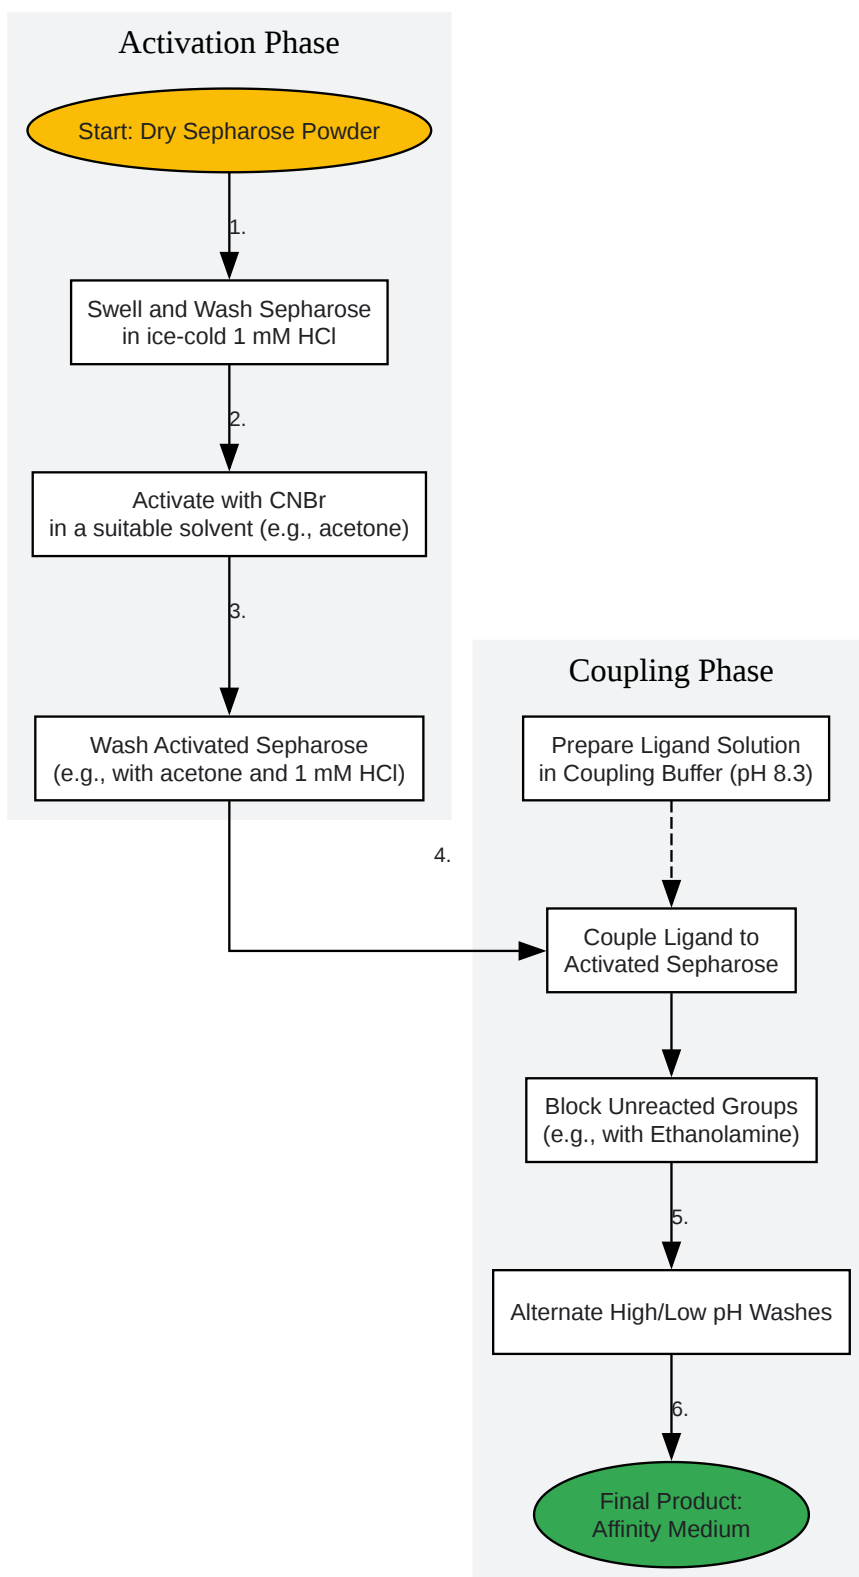 Activation Phase
Start: Dry Sepharose Powder
1.
Swell and Wash Sepharose
in ice-cold 1 mM HCl
2.
Activate with CNBr
in a suitable solvent (e.g., acetone)
3.
Wash Activated Sepharose
(e.g., with acetone and 1 mM HCl)
4.
Coupling Phase
Prepare Ligand Solution
in Coupling Buffer (pH 8.3)
Couple Ligand to
Activated Sepharose
Block Unreacted Groups
(e.g., with Ethanolamine)
5.
Alternate High/Low pH Washes
6.
Final Product:
Affinity Medium